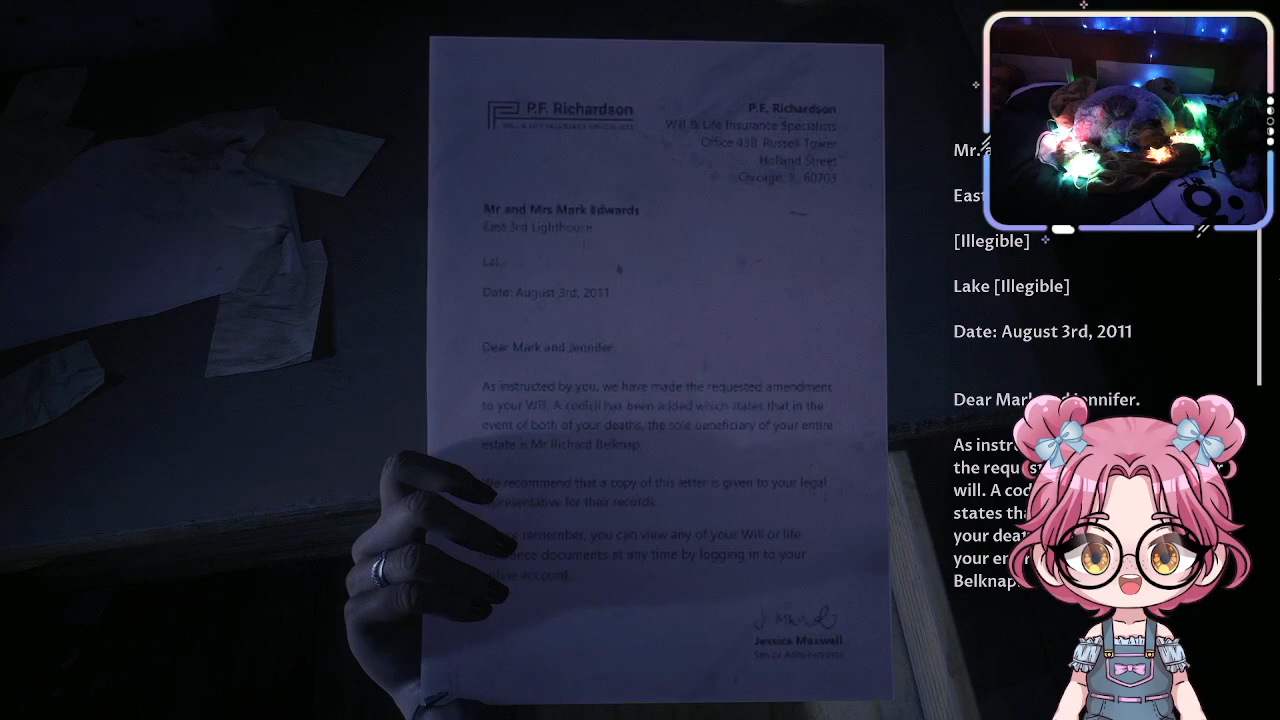 P.F. Richardson
P.F. Richardson
Will & Life Insurance Specialists
Office 438, Russell Tower
Holland Street
60703
Mr and Mrs Mark Edwards
East 3rd Lighthouse
Date: August 3rd, 2011
Dear Mark and Jennifer
As instructed by you, we have made the requested amendment
to your Will. A codicil has been added which states that in the
event of both of your deaths, the sole beneficiary of your entire
estate is Mr Richard Belknap.
We recommend that a copy of this letter is given to your legal
representative for their records
remember, you can view any of your Will or life
documents at any time by logging in to your
account.
Jessica Maxwell
Mr.
East
[Illegible]
Lake [Illegible]
Date: August 3rd, 2011
Dear Mark ennifer.
As instr
the requ
will. A cod
states tha
your dea
your en
Belknap